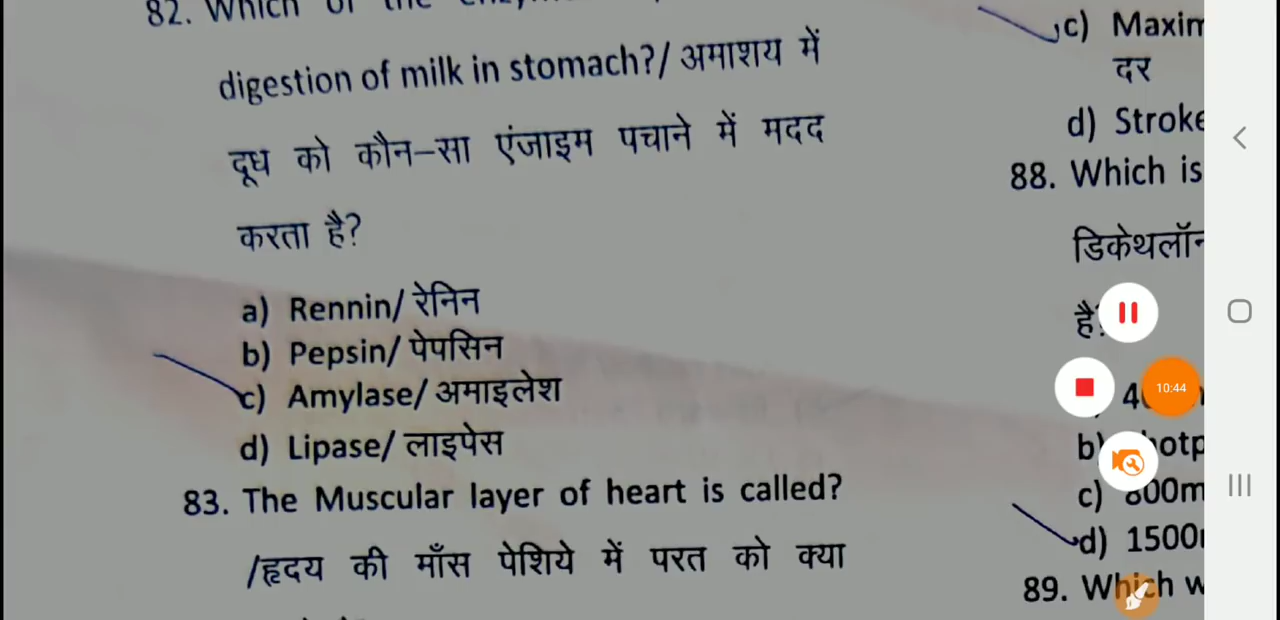 82. Which of the
digestion of milk in stomach?/ अमाशय में
दूध को कौन-सा एंजाइम पचाने में मदद
करता है?
a) Rennin/ रेनिन
b) Pepsin/ पेपसिन
c) Amylase/ अमाइलेश
d) Lipase/ लाइपेस
83. The Muscular layer of heart is called?
/हृदय की माँस पेशिये में परत को क्या
c) Maxim
दर
d) Stroke
88. Which is
डिकेथलॉन
है?
b)
c) 800m
d) 1500
89. Which w
10:44